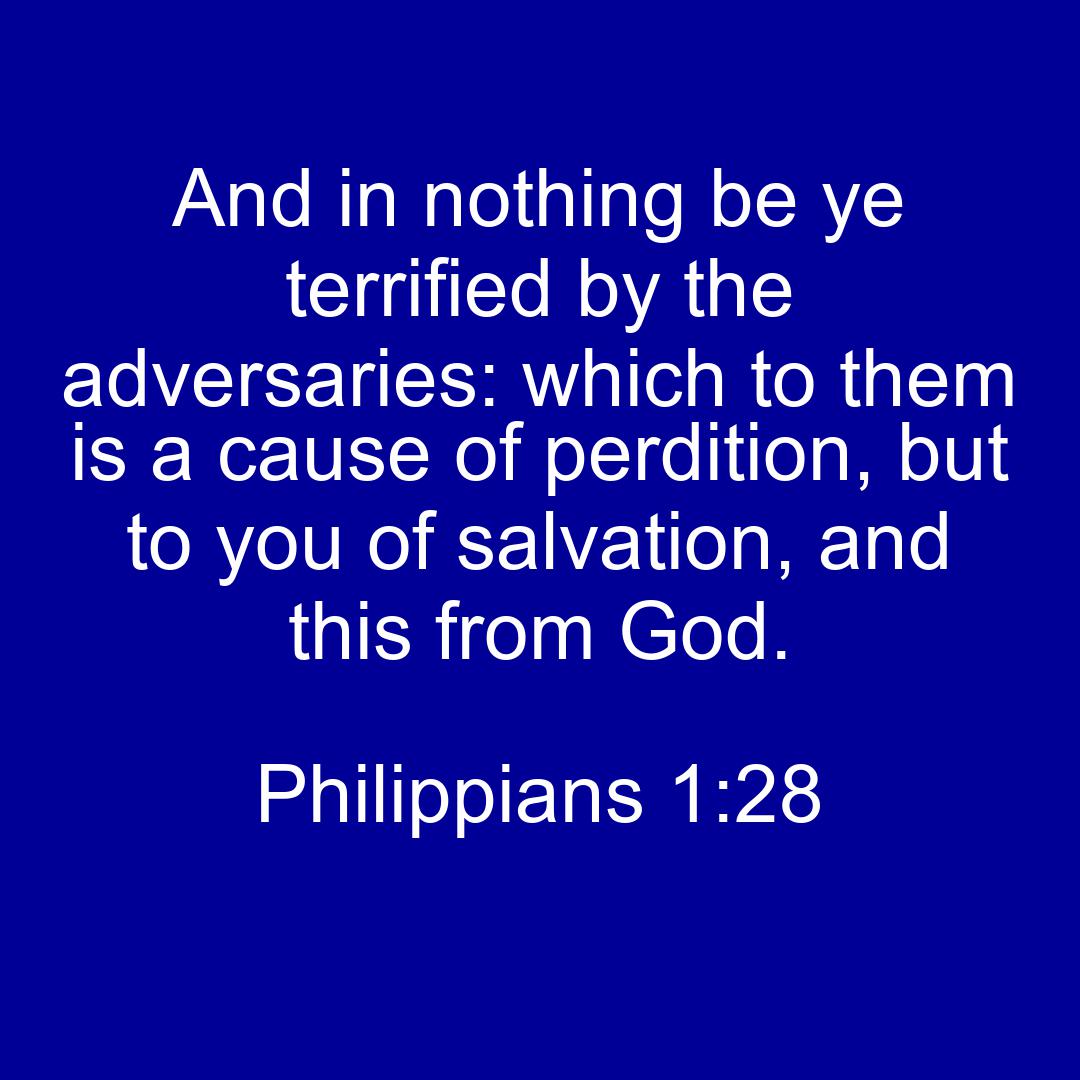 And in nothing be ye
terrified by the
adversaries: which to them
is a cause of perdition, but
to you of salvation, and
this from God.
Philippians 1:28